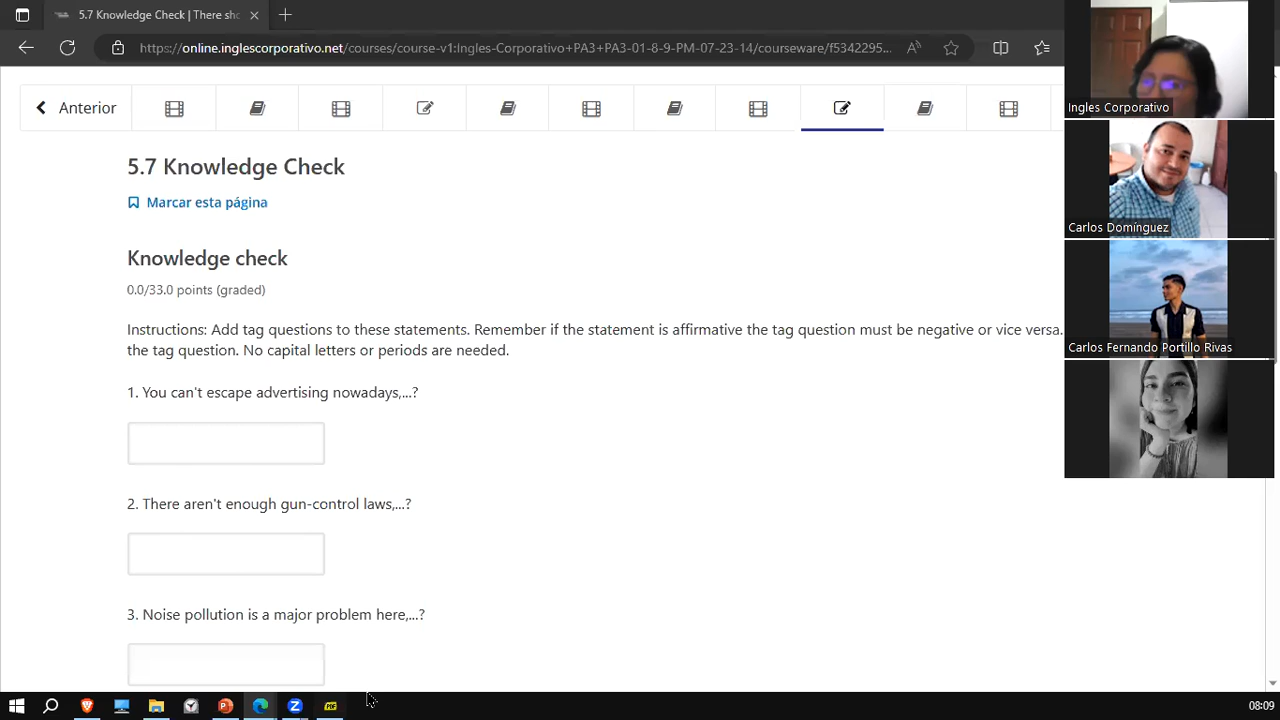 5.7 Knowledge Check | There sho
https://online.inglescorporativo.net/courses/course-v1:Ingles-Corporativo+PA3+PA3-01-8-9-PM-07-23-14/courseware/f5342295...
Anterior
5.7 Knowledge Check
Marcar esta página
Knowledge check
0.0/33.0 points (graded)
Instructions: Add tag questions to these statements. Remember if the statement is affirmative the tag question must be negative or vice versa.
the tag question. No capital letters or periods are needed.
1. You can't escape advertising nowadays,...?
2. There aren't enough gun-control laws,...?
3. Noise pollution is a major problem here,...?
Ingles Corporativo
Carlos Domínguez
Carlos Fernando Portillo Rivas
08:09